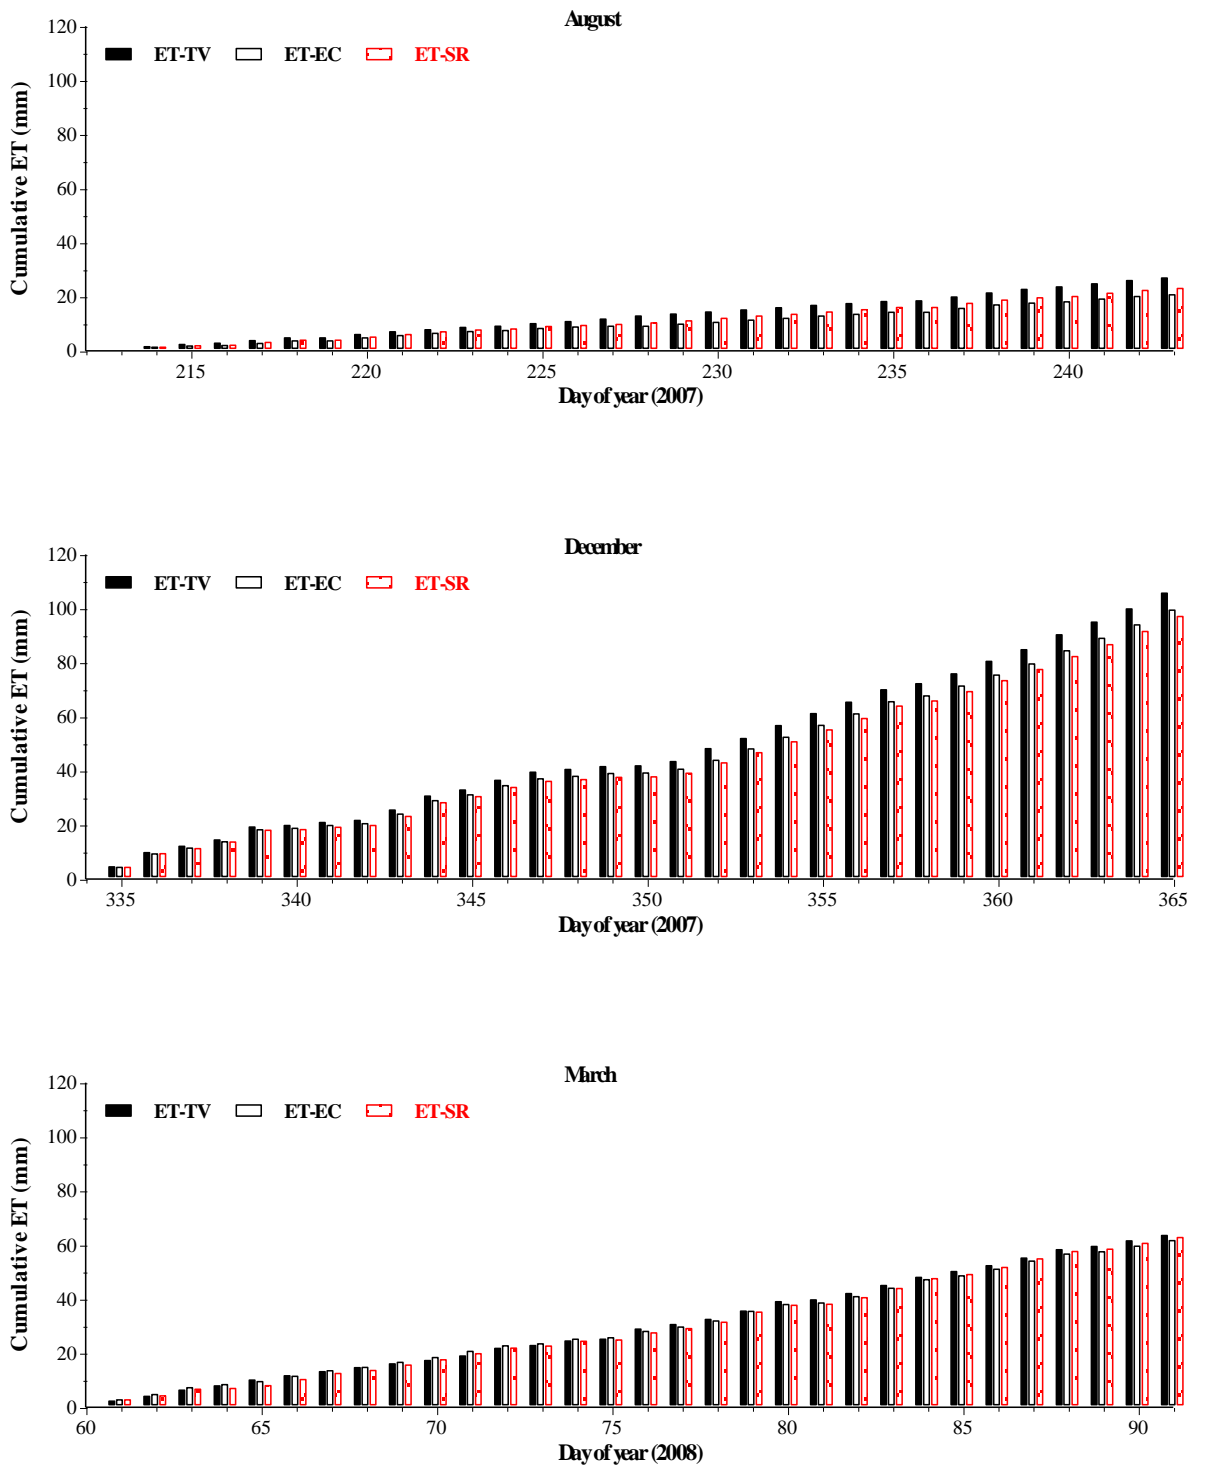 August
120
ET-TV ET-EC ET-SR
100
80
60
40
20
0
Cumulative ET (mm)
215 220 225 230 235 240
Day of year (2007)
December
120
ET-TV ET-EC ET-SR
100
80
60
40
20
0
Cumulative ET (mm)
335 340 345 350 355 360 365
Day of year (2007)
March
120
ET-TV ET-EC ET-SR
100
80
60
40
20
0
Cumulative ET (mm)
60 65 70 75 80 85 90
Day of year (2008)